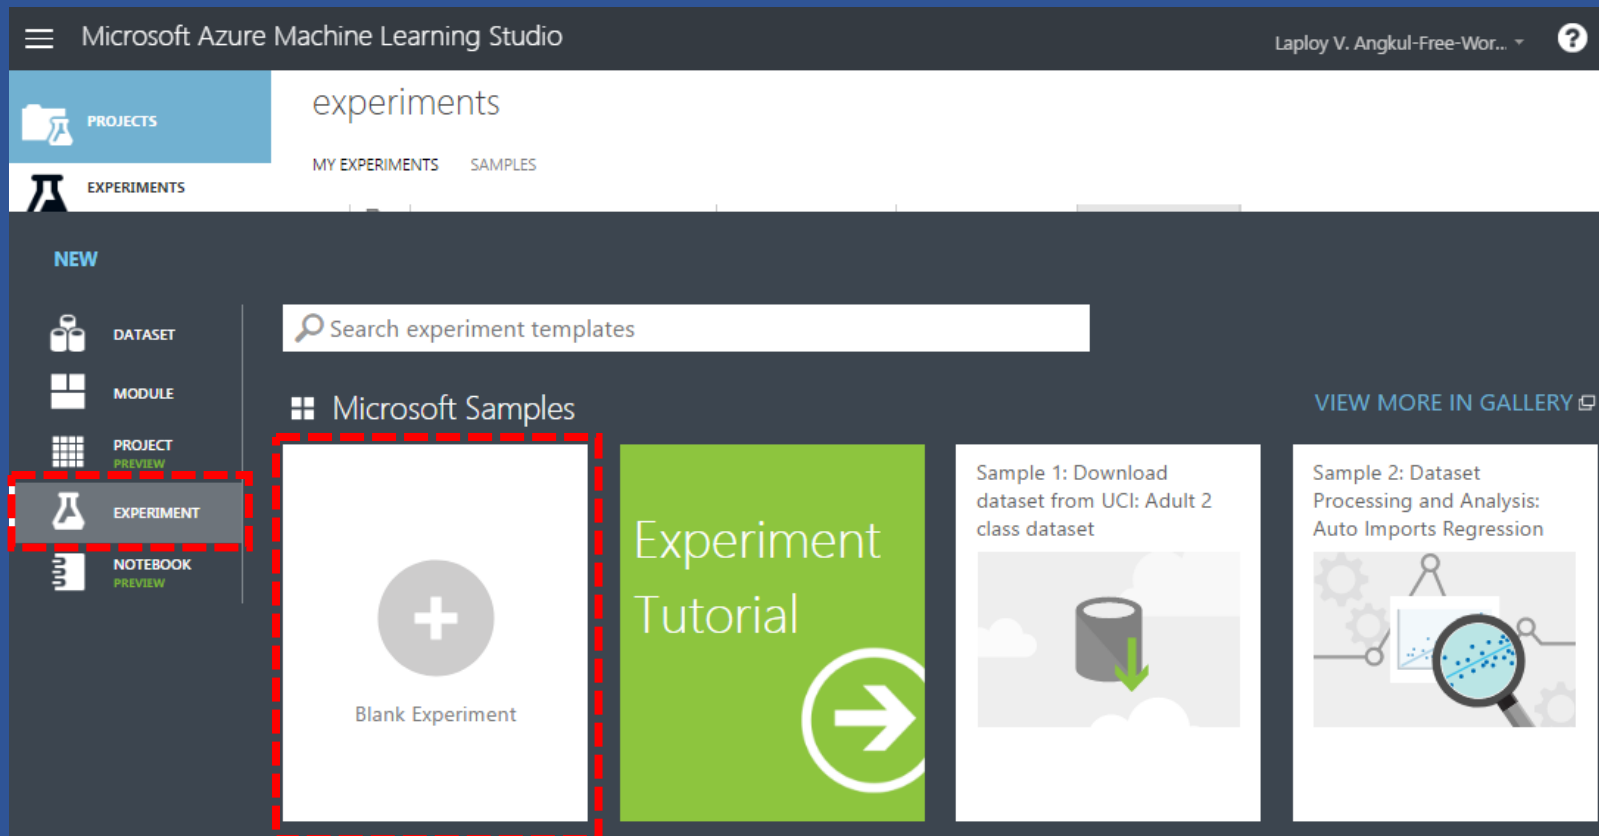 Microsoft Azure Machine Learning Studio
Laploy V. Angkul-Free-Wor...
?
PROJECTS
experiments
MY EXPERIMENTS
SAMPLES
EXPERIMENTS
NEW
DATASET
MODULE
PROJECT
PREVIEW
EXPERIMENT
NOTEBOOK
PREVIEW
Search experiment templates
Microsoft Samples
VIEW MORE IN GALLERY
Blank Experiment
Experiment
Tutorial
Sample 1: Download
dataset from UCI: Adult 2
class dataset
Sample 2: Dataset
Processing and Analysis:
Auto Imports Regression